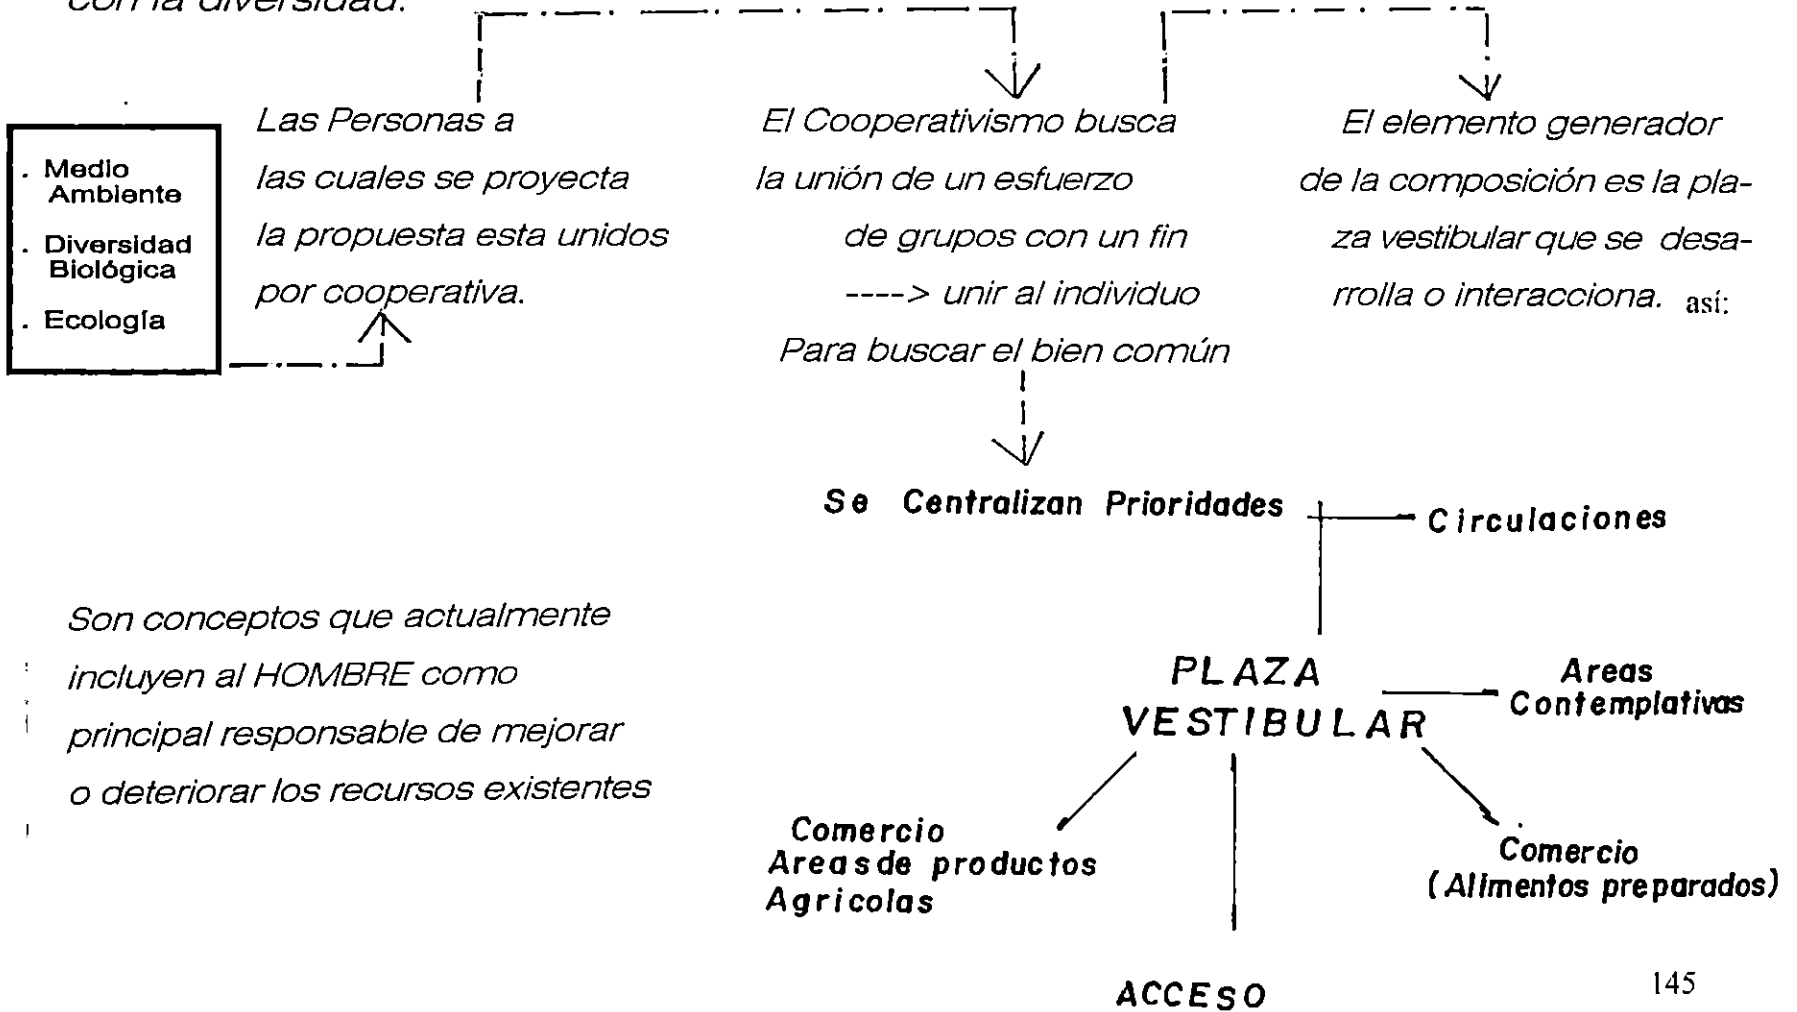 con la diversidad.
. Medio
Ambiente
. Diversidad
Biológica
. Ecología
Las Personas a
las cuales se proyecta
la propuesta esta unidos
por cooperativa.
El Cooperativismo busca
la unión de un esfuerzo
de grupos con un fin
----> unir al individuo
Para buscar el bien común
El elemento generador
de la composición es la pla-
za vestibular que se desa-
rrolla o interacciona. así:
Se Centralizan Prioridades
Circulaciones
Son conceptos que actualmente
incluyen al HOMBRE como
principal responsable de mejorar
o deteriorar los recursos existentes
PLAZA
VESTIBULAR
Areas
Contemplativas
Comercio
Areas de productos
Agricolas
Comercio
(Alimentos preparados)
ACCESO
145